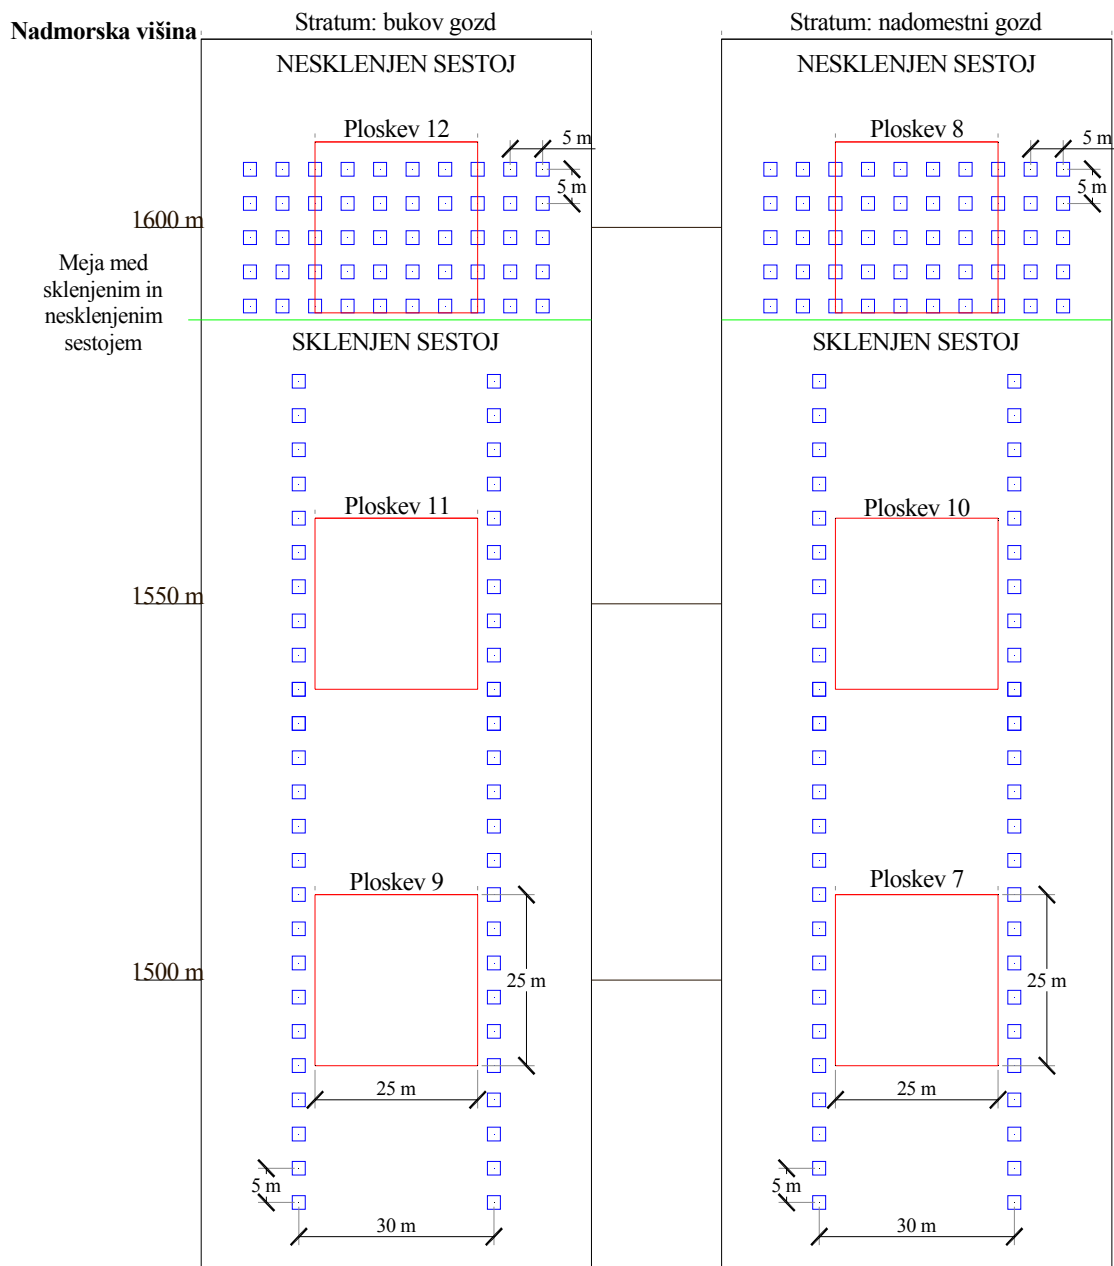 Nadmorska višina
Stratum: bukov gozd
Stratum: nadomestni gozd
NESKLENJEN SESTOJ
NESKLENJEN SESTOJ
Ploskev 12
5 m
Ploskev 8
5 m
5 m
5 m
1600 m
Meja med
sklenjenim in
nesklenjenim
sestojem
SKLENJEN SESTOJ
SKLENJEN SESTOJ
Ploskev 11
Ploskev 10
1550 m
Ploskev 9
Ploskev 7
1500 m
25 m
25 m
25 m
25 m
5 m
5 m
30 m
30 m